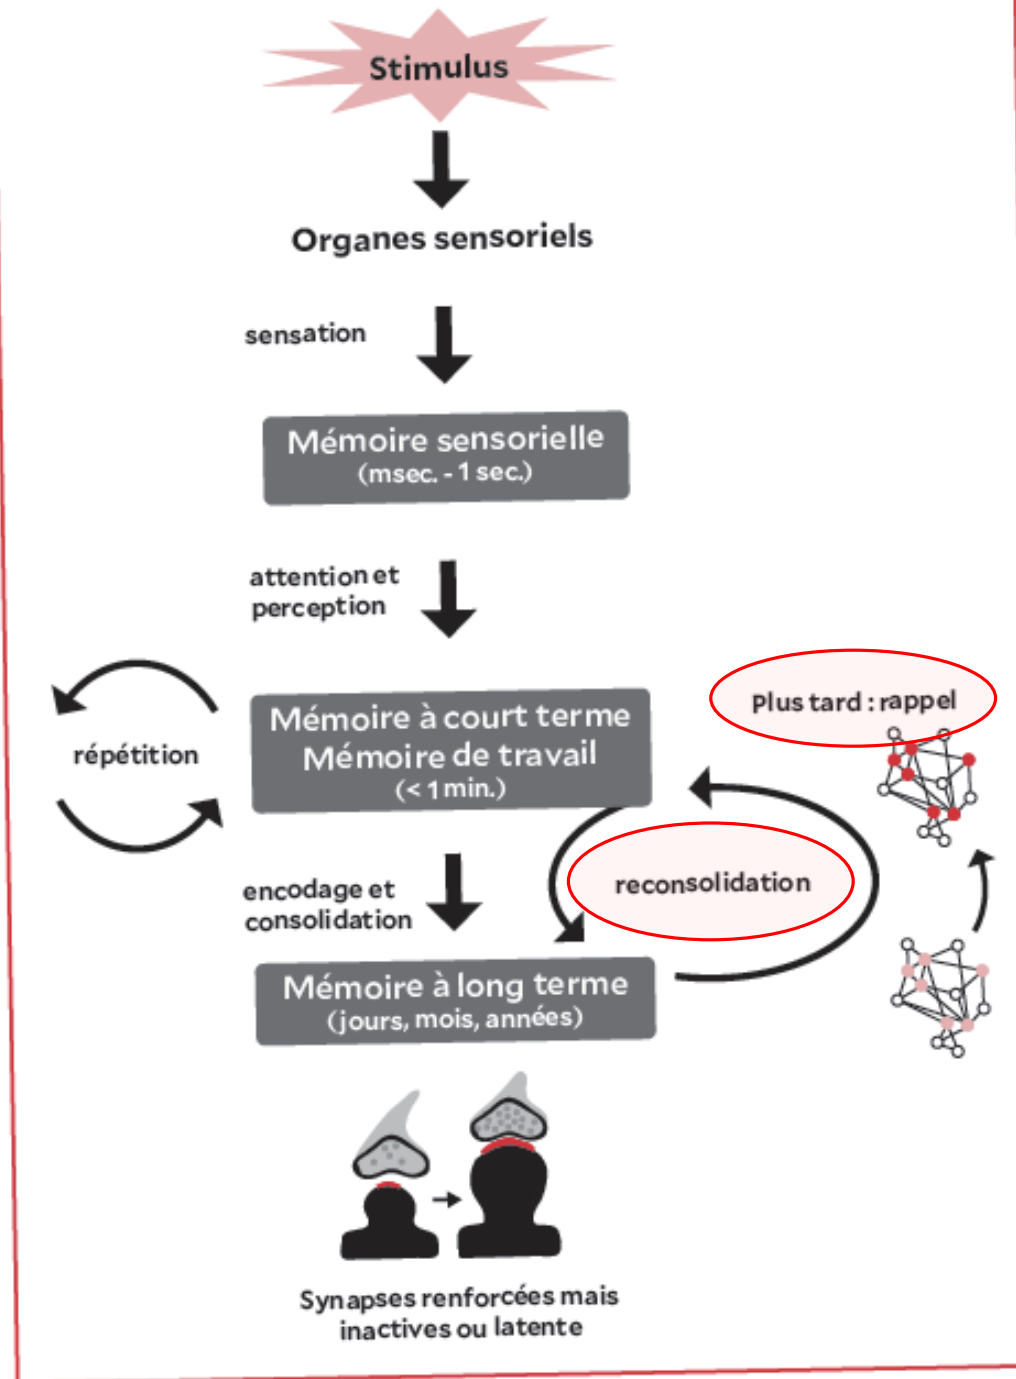 Stimulus
Organes sensoriels
sensation
Mémoire sensorielle
(msec. - 1 sec.)
attention et
perception
répétition
Mémoire à court terme
Mémoire de travail
(< 1 min.)
Plus tard : rappel
reconsolidation
encodage et
consolidation
Mémoire à long terme
(jours, mois, années)
Synapses renforcées mais
inactives ou latente